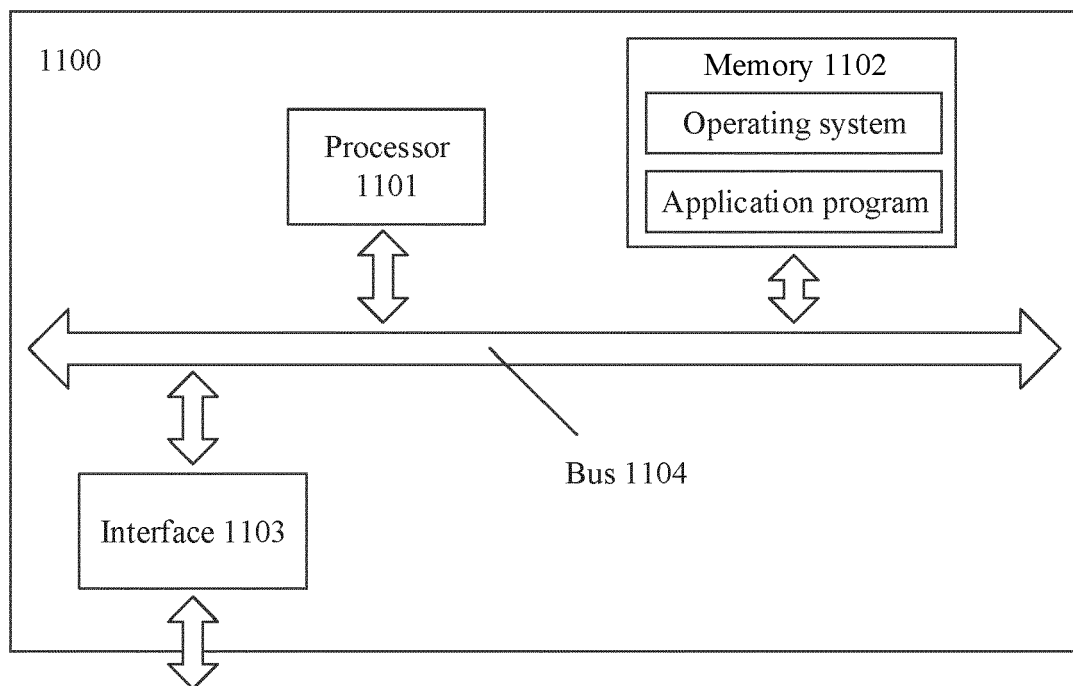 1100
Memory 1102
Operating system
Application program
Processor
1101
Bus 1104
Interface 1103